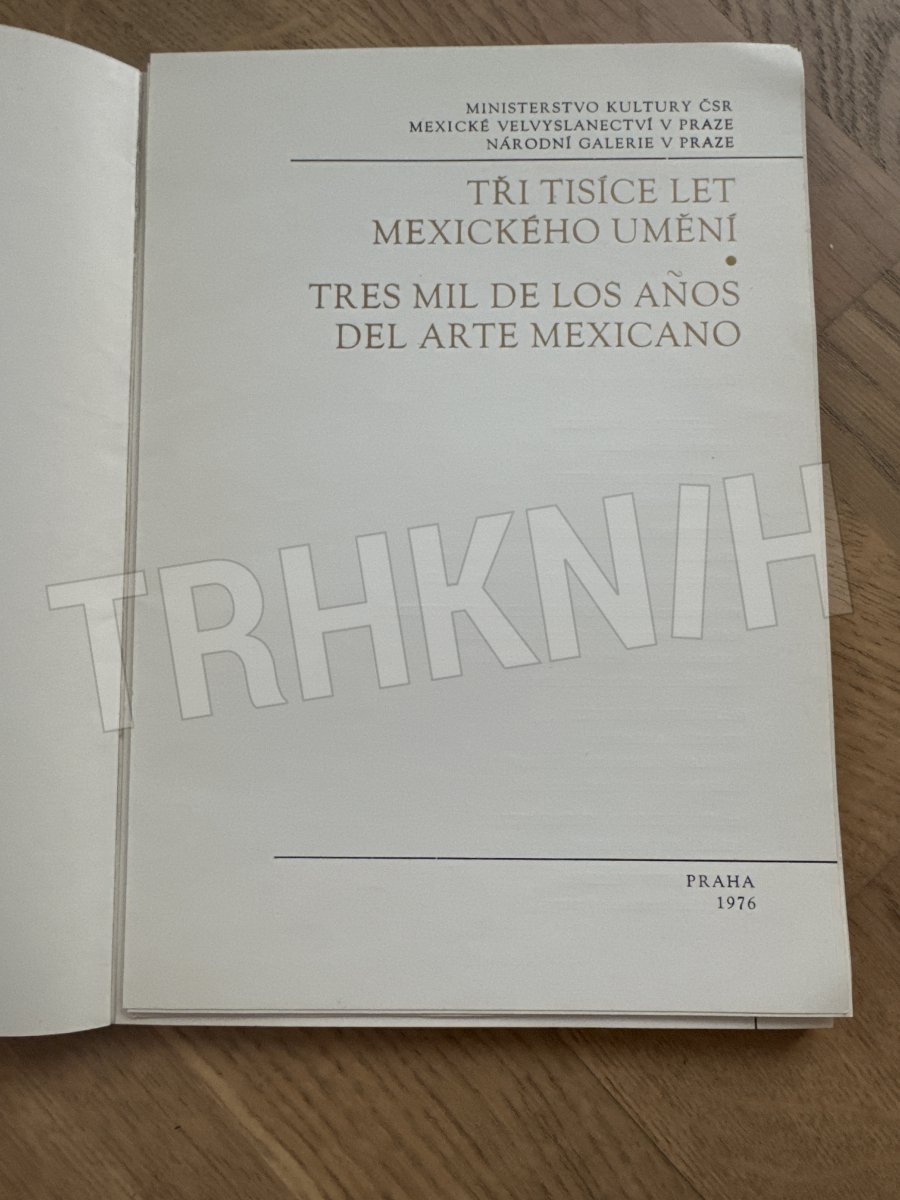 MINISTERSTVO KULTURY ČSR
MEXICKÉ VELVYSLANECTVÍ V PRAZE
NÁRODNÍ GALERIE V PRAZE
TŘI TISÍCE LET
MEXICKÉHO UMĚNÍ
•
TRES MIL DE LOS AÑOS
DEL ARTE MEXICANO
TRHKNIH
PRAHA
1976